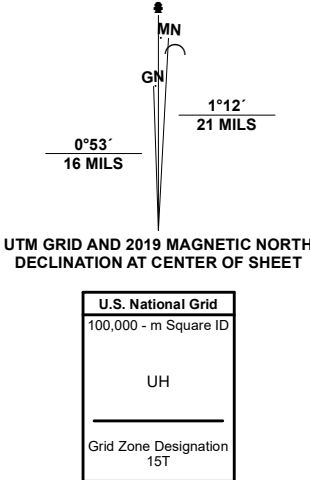 MN
GN
1°12´
21 MILS
0°53´
16 MILS
UTM GRID AND 2019 MAGNETIC NORTH
DECLINATION AT CENTER OF SHEET
U.S. National Grid
100,000 - m Square ID
UH
Grid Zone Designation
15T